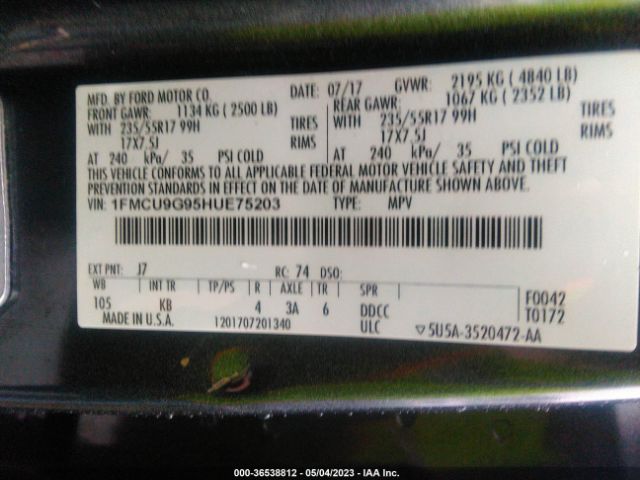 MFD. BY FORD MOTOR CO. DATE: 07/17 GVWR: 2195 KG ( 4840 LB)
FRONT GAWR: 1134 KG ( 2500 LB) REAR GAWR: 1067 KG ( 2352 LB)
WITH 235/55R17 99H TIRES WITH 235/55R17 99H TIRES
17X7.5J RIMS 17X7.5J RIMS
AT 240 kPa/ 35 PSI COLD AT 240 kPa/ 35 PSI COLD
THIS VEHICLE CONFORMS TO ALL APPLICABLE FEDERAL MOTOR VEHICLE SAFETY AND THEFT
PREVENTION STANDARDS IN EFFECT ON THE DATE OF MANUFACTURE SHOWN ABOVE.
VIN: 1FMCU9G95HUE75203 TYPE: MPV
EXT PNT: J7 RC: 74 DSO:
WB INT TR TP/PS R AXLE TR SPR F0042
105 KB 4 3A 6 DDCC T0172
MADE IN U.S.A. 1201707201340 ULC ▽5U5A-3520472-AA
000-36538812 - 05/04/2023 - IAA Inc.